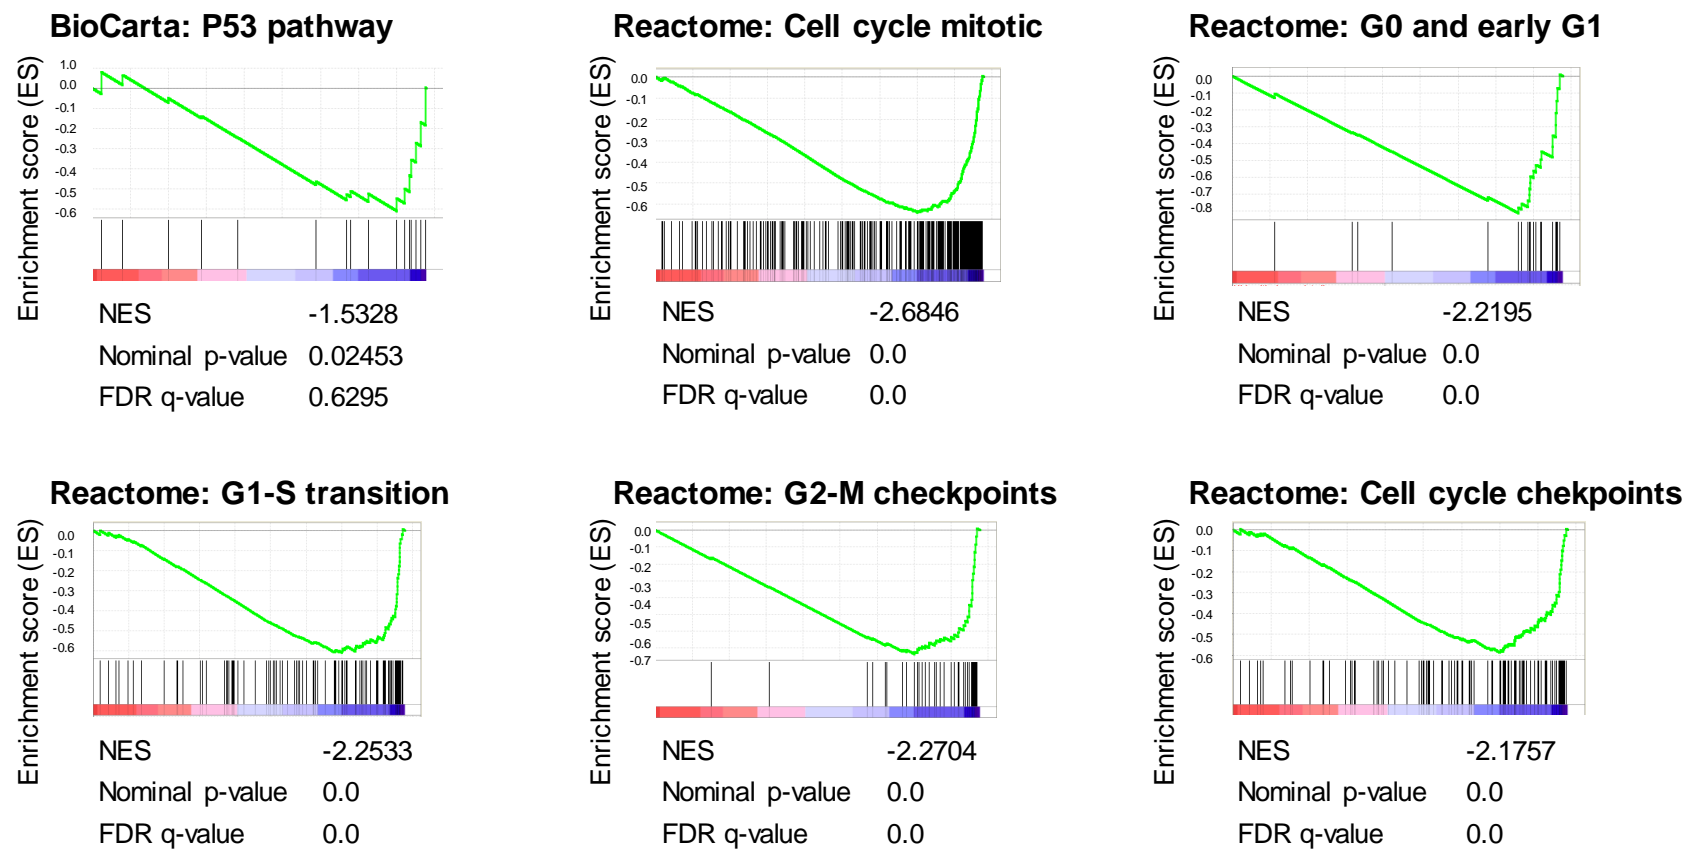 BioCarta: P53 pathway
Enrichment score (ES)
1.0
0.0
-0.1
-0.2
-0.3
-0.4
-0.5
-0.6
NES -1.5328
Nominal p-value 0.02453
FDR q-value 0.6295
Reactome: Cell cycle mitotic
Enrichment score (ES)
0.0
-0.1
-0.2
-0.3
-0.4
-0.5
-0.6
NES -2.6846
Nominal p-value 0.0
FDR q-value 0.0
Reactome: G0 and early G1
Enrichment score (ES)
0.0
-0.1
-0.2
-0.3
-0.4
-0.5
-0.6
-0.7
-0.8
NES -2.2195
Nominal p-value 0.0
FDR q-value 0.0
Reactome: G1-S transition
Enrichment score (ES)
0.0
-0.1
-0.2
-0.3
-0.4
-0.5
-0.6
NES -2.2533
Nominal p-value 0.0
FDR q-value 0.0
Reactome: G2-M checkpoints
Enrichment score (ES)
0.0
-0.1
-0.2
-0.3
-0.4
-0.5
-0.6
-0.7
NES -2.2704
Nominal p-value 0.0
FDR q-value 0.0
Reactome: Cell cycle chekpoints
Enrichment score (ES)
0.0
-0.1
-0.2
-0.3
-0.4
-0.5
-0.6
NES -2.1757
Nominal p-value 0.0
FDR q-value 0.0